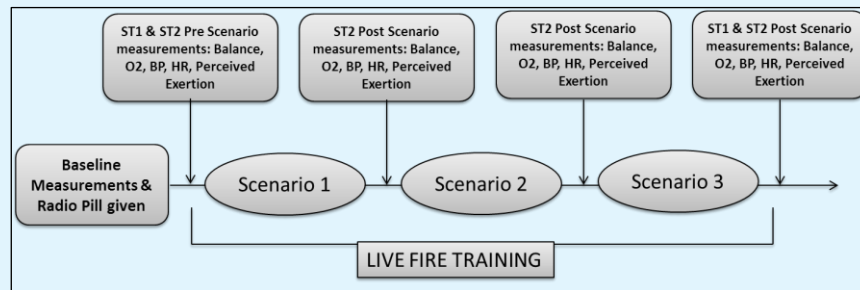 ST1 & ST2 Pre Scenario
measurements: Balance,
O2, BP, HR, Perceived
Exertion
ST2 Post Scenario
measurements: Balance,
O2, BP, HR, Perceived
Exertion
ST2 Post Scenario
measurements: Balance,
O2, BP, HR, Perceived
Exertion
ST1 & ST2 Post Scenario
measurements: Balance,
O2, BP, HR, Perceived
Exertion
Baseline
Measurements &
Radio Pill given
Scenario 1
Scenario 2
Scenario 3
LIVE FIRE TRAINING